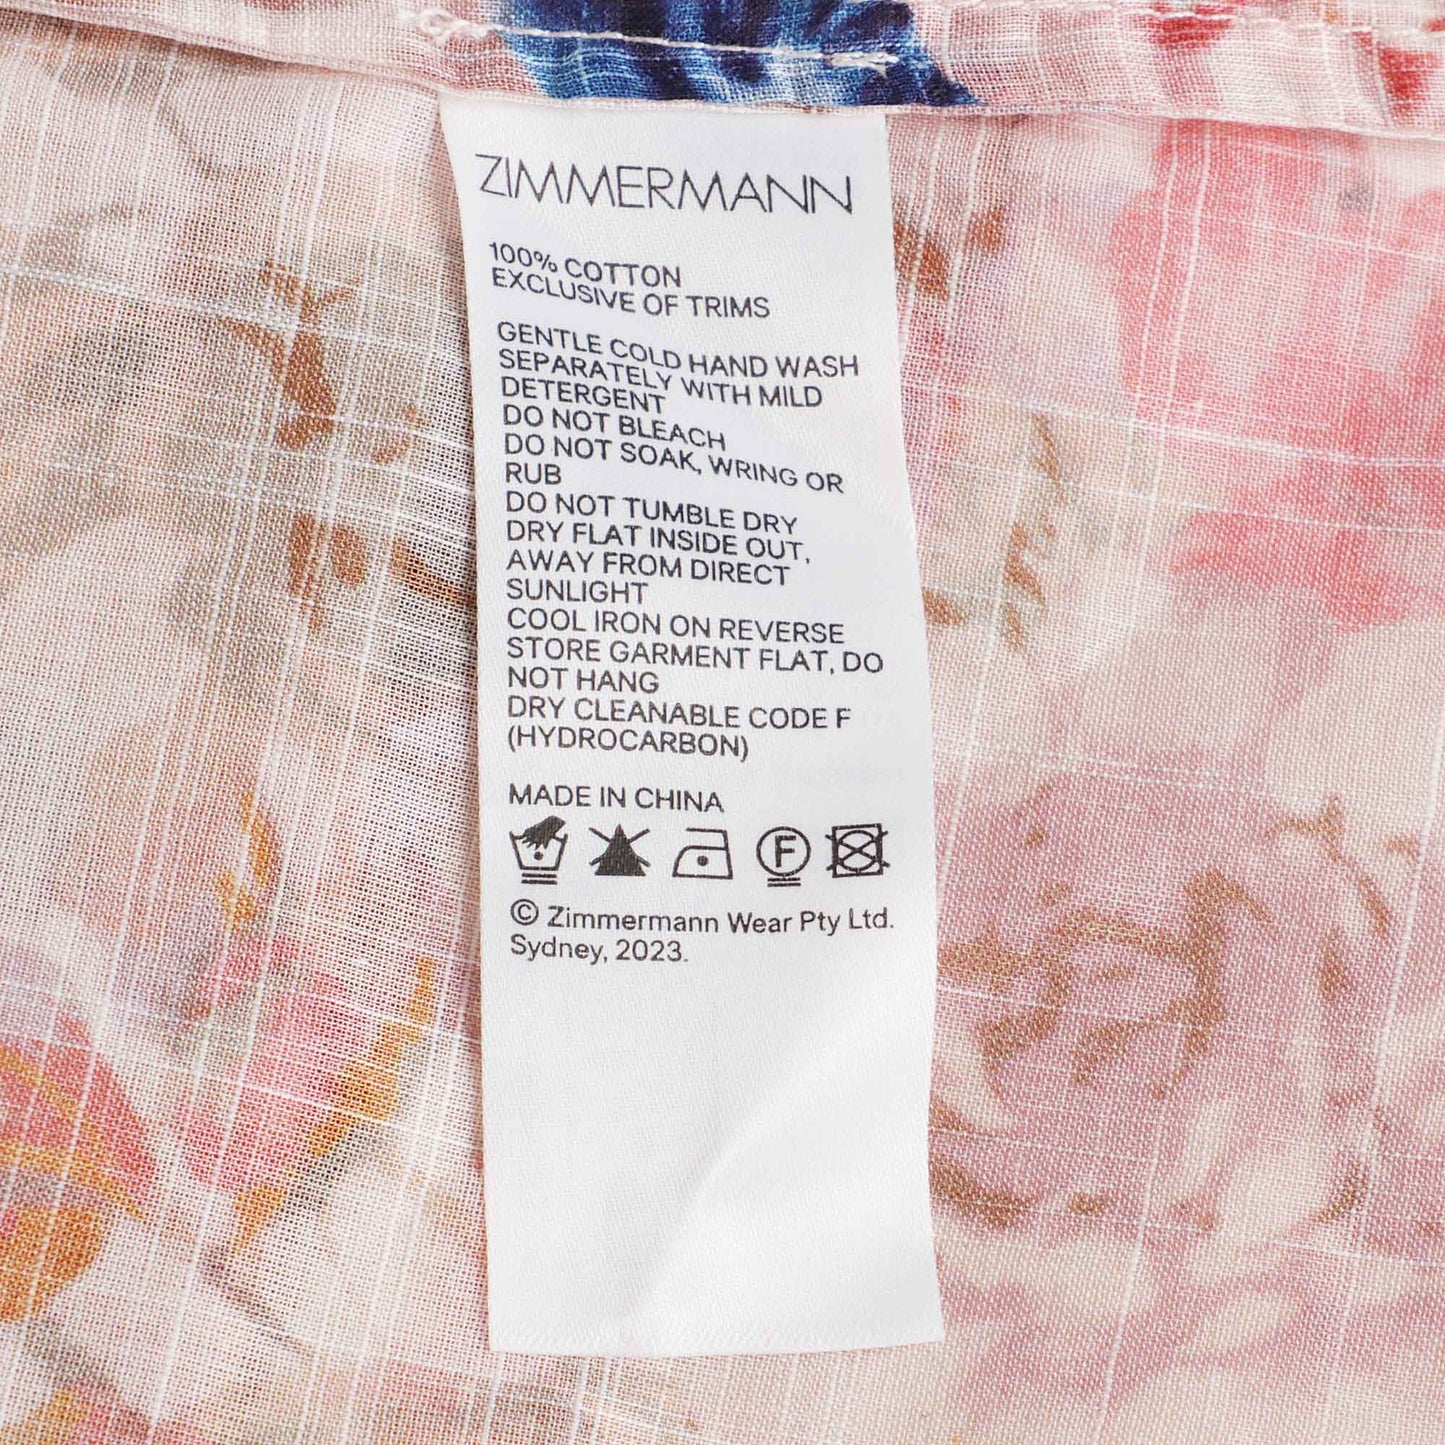 ZIMMERMANN
100% COTTON
EXCLUSIVE OF TRIMS
GENTLE COLD HAND WASH
SEPARATELY WITH MILD
DETERGENT
DO NOT BLEACH
DO NOT SOAK, WRING OR
RUB
DO NOT TUMBLE DRY
DRY FLAT INSIDE OUT,
AWAY FROM DIRECT
SUNLIGHT
COOL IRON ON REVERSE
STORE GARMENT FLAT, DO
NOT HANG
DRY CLEANABLE CODE F
(HYDROCARBON)
MADE IN CHINA
F
© Zimmermann Wear Pty Ltd.
Sydney, 2023.